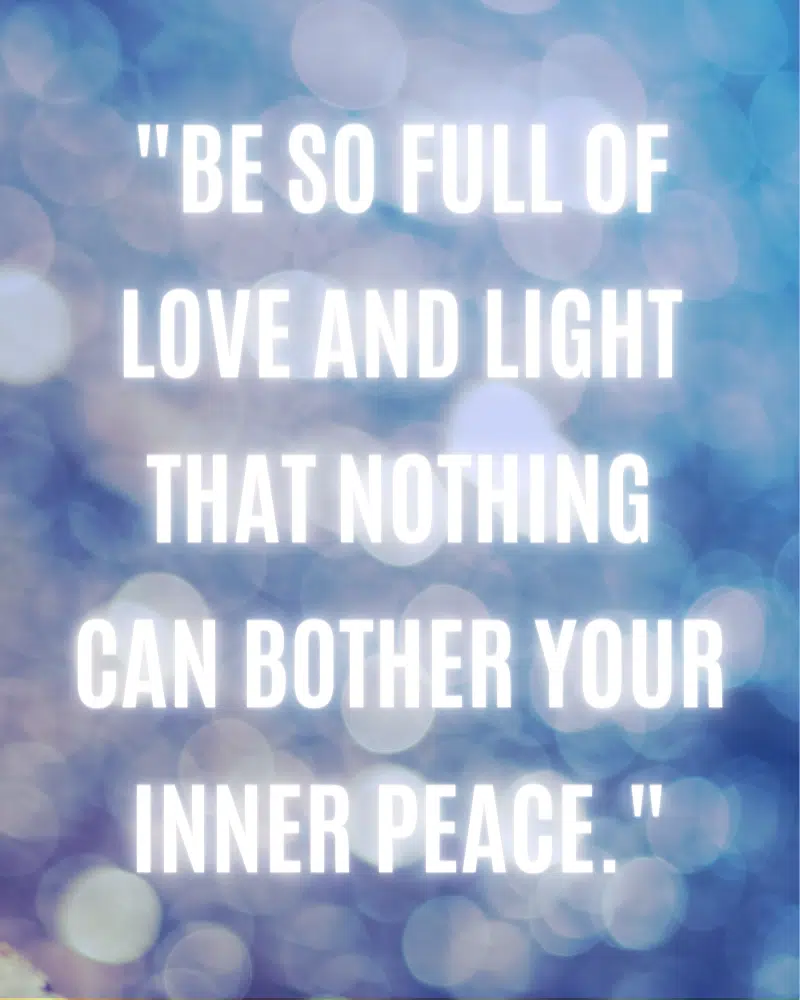 "BE SO FULL OF
LOVE AND LIGHT
THAT NOTHING
CAN BOTHER YOUR
INNER PEACE."